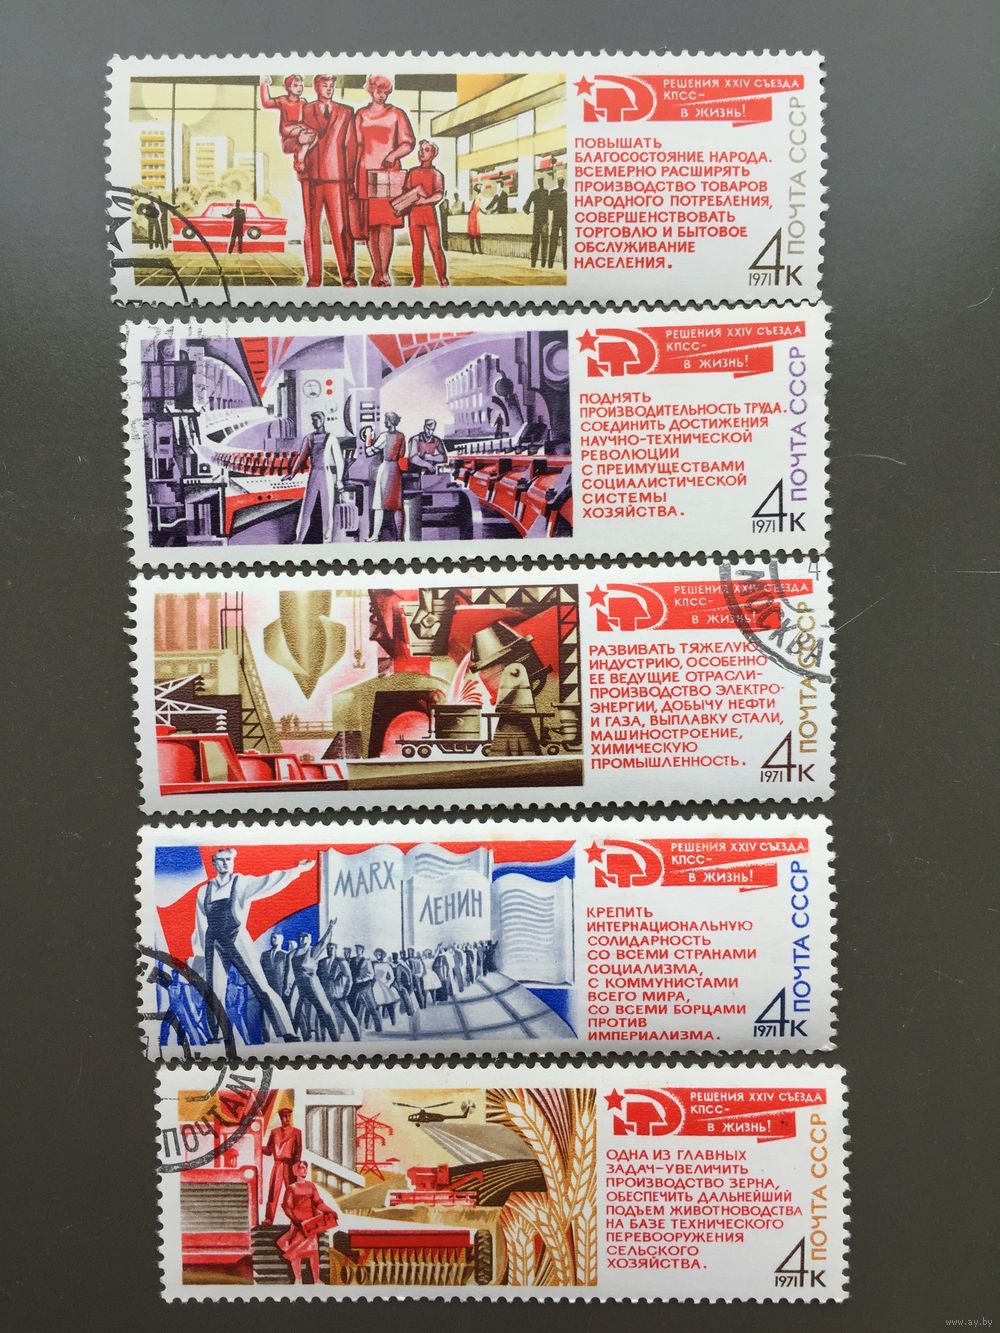 РЕШЕНИЯ XXIV СЪЕЗДА
КПСС-
В ЖИЗНЬ!
ПОВЫШАТЬ
БЛАГОСОСТОЯНИЕ НАРОДА.
ВСЕМЕРНО РАСШИРЯТЬ
ПРОИЗВОДСТВО ТОВАРОВ
НАРОДНОГО ПОТРЕБЛЕНИЯ,
СОВЕРШЕНСТВОВАТЬ
ТОРГОВЛЮ И БЫТОВОЕ
ОБСЛУЖИВАНИЕ
НАСЕЛЕНИЯ.
1971 4К
ПОЧТА СССР
РЕШЕНИЯ XXIV СЪЕЗДА
КПСС-
В ЖИЗНЬ!
ПОДНЯТЬ
ПРОИЗВОДИТЕЛЬНОСТЬ ТРУДА.
СОЕДИНИТЬ ДОСТИЖЕНИЯ
НАУЧНО-ТЕХНИЧЕСКОЙ
РЕВОЛЮЦИИ
С ПРЕИМУЩЕСТВАМИ
СОЦИАЛИСТИЧЕСКОЙ
СИСТЕМЫ
ХОЗЯЙСТВА.
1971 4К
ПОЧТА СССР
РЕШЕНИЯ XXIV СЪЕЗДА
КПСС-
В ЖИЗНЬ!
МОСКВА
4
РАЗВИВАТЬ ТЯЖЕЛУЮ
ИНДУСТРИЮ, ОСОБЕННО
ЕЕ ВЕДУЩИЕ ОТРАСЛИ-
ПРОИЗВОДСТВО ЭЛЕКТРО-
ЭНЕРГИИ, ДОБЫЧУ НЕФТИ
И ГАЗА, ВЫПЛАВКУ СТАЛИ,
МАШИНОСТРОЕНИЕ,
ХИМИЧЕСКУЮ
ПРОМЫШЛЕННОСТЬ.
1971 4К
ПОЧТА СССР
MARX
ЛЕНИН
РЕШЕНИЯ XXIV СЪЕЗДА
КПСС-
В ЖИЗНЬ!
КРЕПИТЬ
ИНТЕРНАЦИОНАЛЬНУЮ
СОЛИДАРНОСТЬ
СО ВСЕМИ СТРАНАМИ
СОЦИАЛИЗМА,
С КОММУНИСТАМИ
ВСЕГО МИРА,
СО ВСЕМИ БОРЦАМИ
ПРОТИВ
ИМПЕРИАЛИЗМА.
1971 4К
ПОЧТА СССР
ПОЧТАМ
РЕШЕНИЯ XXIV СЪЕЗДА
КПСС-
В ЖИЗНЬ!
ОДНА ИЗ ГЛАВНЫХ
ЗАДАЧ-УВЕЛИЧИТЬ
ПРОИЗВОДСТВО ЗЕРНА,
ОБЕСПЕЧИТЬ ДАЛЬНЕЙШИЙ
ПОДЪЕМ ЖИВОТНОВОДСТВА
НА БАЗЕ ТЕХНИЧЕСКОГО
ПЕРЕВООРУЖЕНИЯ
СЕЛЬСКОГО
ХОЗЯЙСТВА.
1971 4К
ПОЧТА СССР
www.ay.by